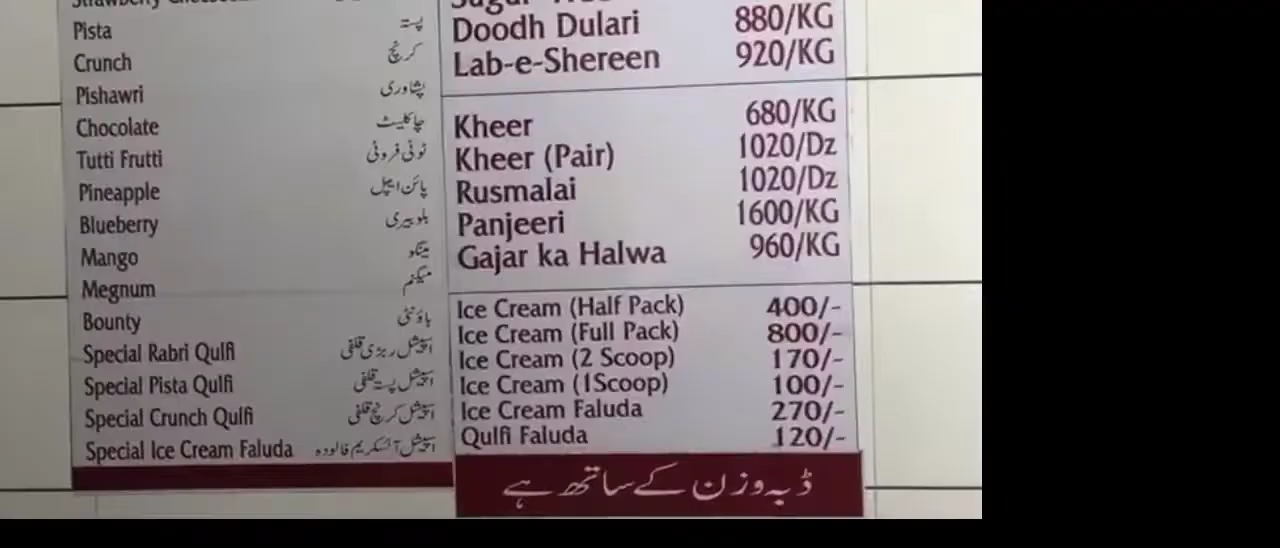 Pista پستہ
Crunch کرنچ
Pishawri پشاوری
Chocolate چاکلیٹ
Tutti Frutti ٹوٹی فروٹی
Pineapple پائن ایپل
Blueberry بلوبیری
Mango مینگو
Megnum میگنم
Bounty باؤنٹی
Special Rabri Qulfi اسپیشل ربڑی قلفی
Special Pista Qulfi اسپیشل پستہ قلفی
Special Crunch Qulfi اسپیشل کرنچ قلفی
Special Ice Cream Faluda اسپیشل آئسکریم فالودہ
Doodh Dulari 880/KG
Lab-e-Shereen 920/KG
Kheer 680/KG
Kheer (Pair) 1020/Dz
Rusmalai 1020/Dz
Panjeeri 1600/KG
Gajar ka Halwa 960/KG
Ice Cream (Half Pack) 400/-
Ice Cream (Full Pack) 800/-
Ice Cream (2 Scoop) 170/-
Ice Cream (1Scoop) 100/-
Ice Cream Faluda 270/-
Qulfi Faluda 120/-
ڈبہ وزن کے ساتھ ہے